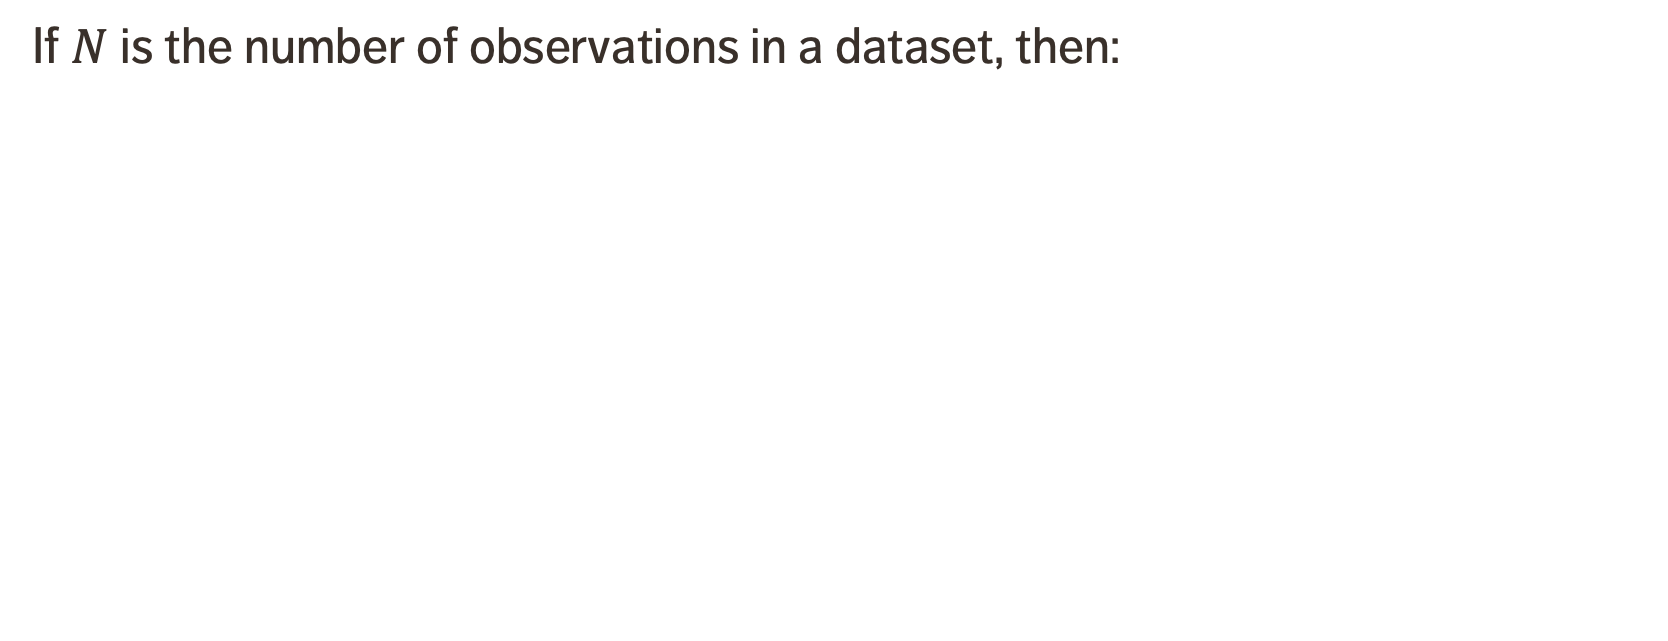 If N is the number of observations in a dataset, then: